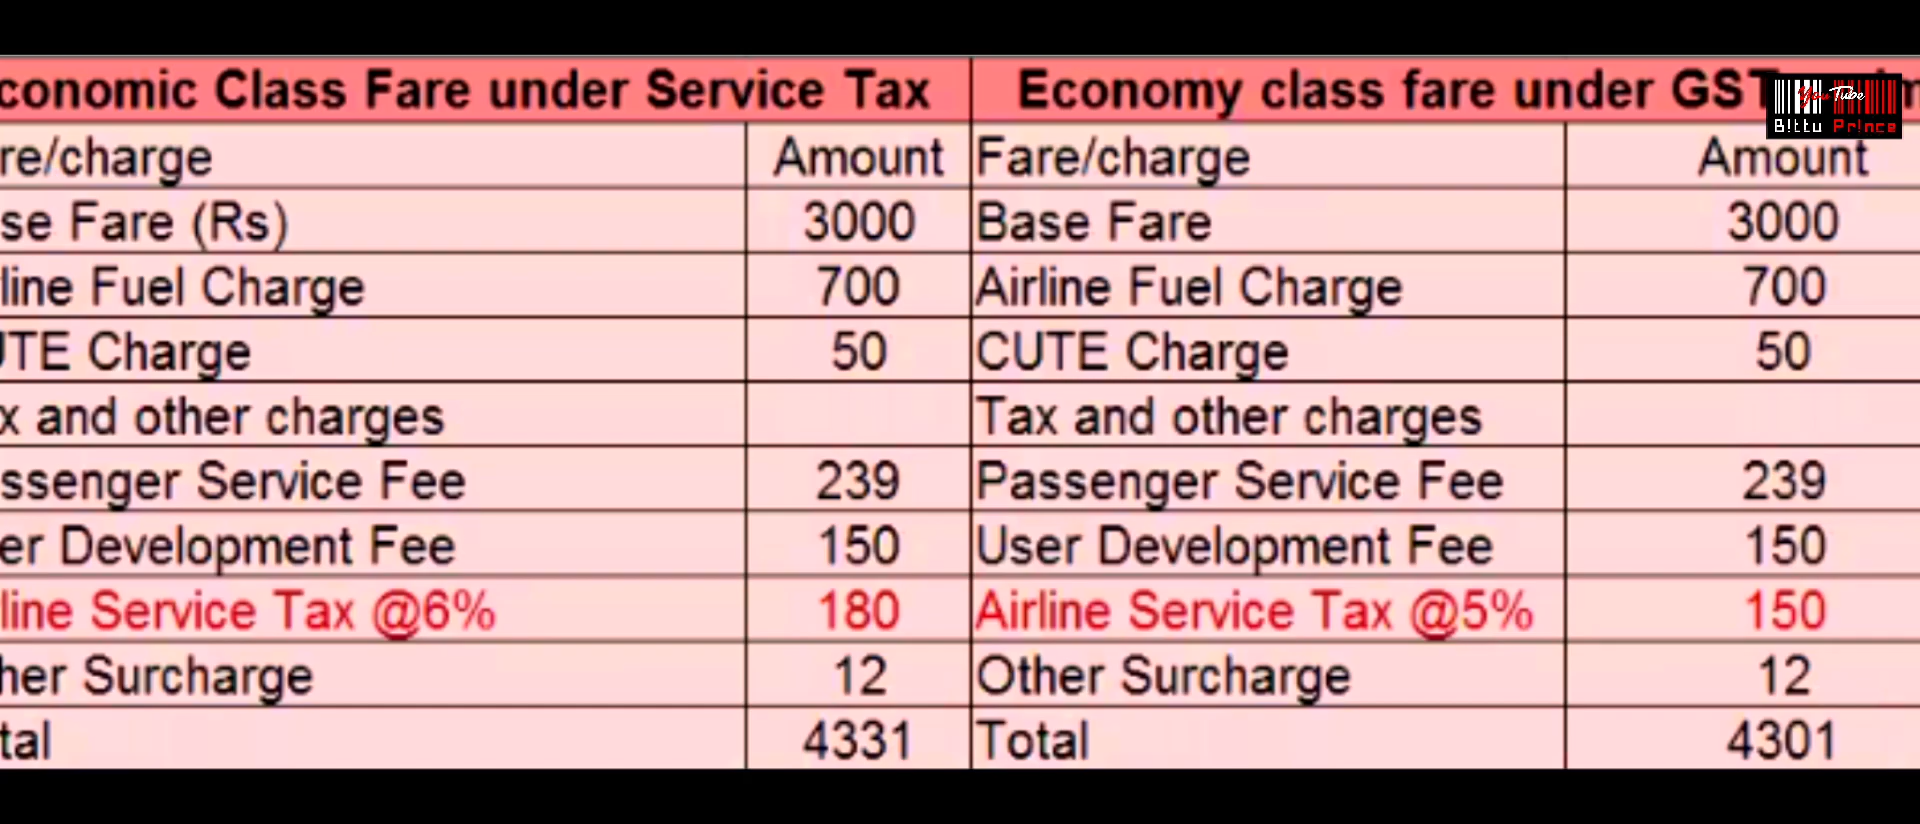 conomic Class Fare under Service Tax Economy class fare under GST
re/charge Amount Fare/charge Amount
se Fare (Rs) 3000 Base Fare 3000
line Fuel Charge 700 Airline Fuel Charge 700
UTE Charge 50 CUTE Charge 50
x and other charges Tax and other charges
ssenger Service Fee 239 Passenger Service Fee 239
er Development Fee 150 User Development Fee 150
line Service Tax @6% 180 Airline Service Tax @5% 150
her Surcharge 12 Other Surcharge 12
tal 4331 Total 4301
YouTube
Bittu Prince